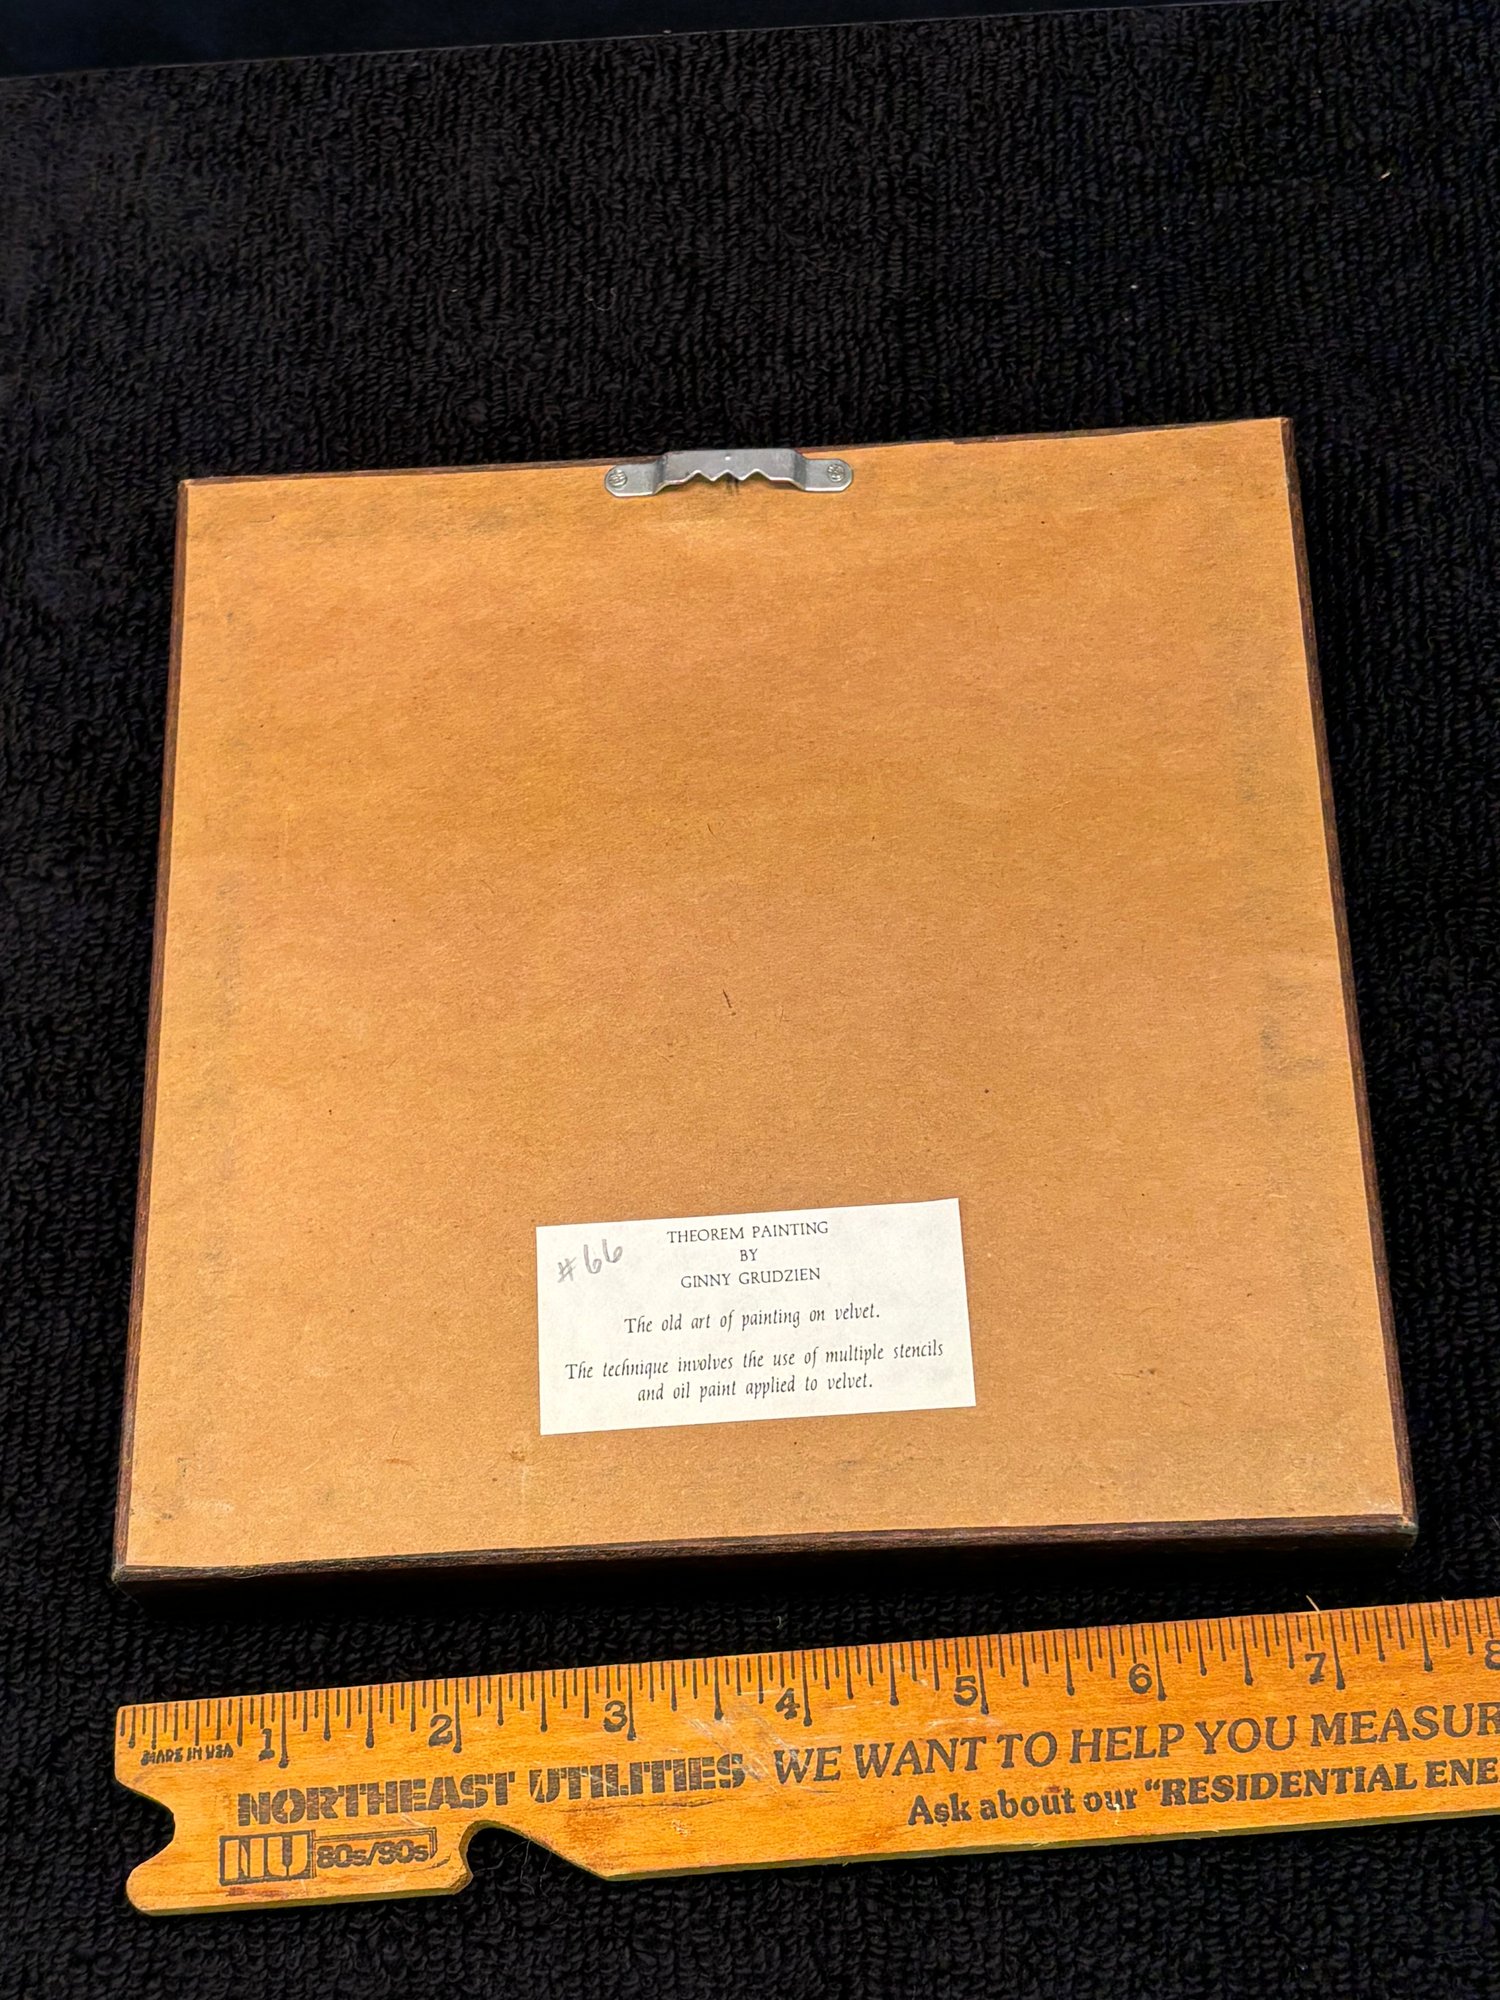 #66
THEOREM PAINTING
BY
GINNY GRUDZIEN
The old art of painting on velvet.
The technique involves the use of multiple stencils
and oil paint applied to velvet.
1 2 3 4 5 6 7 8
MADE IN USA
NORTHEAST UTILITIES WE WANT TO HELP YOU MEASUR
Ask about our "RESIDENTIAL ENE
NU 80s/90s